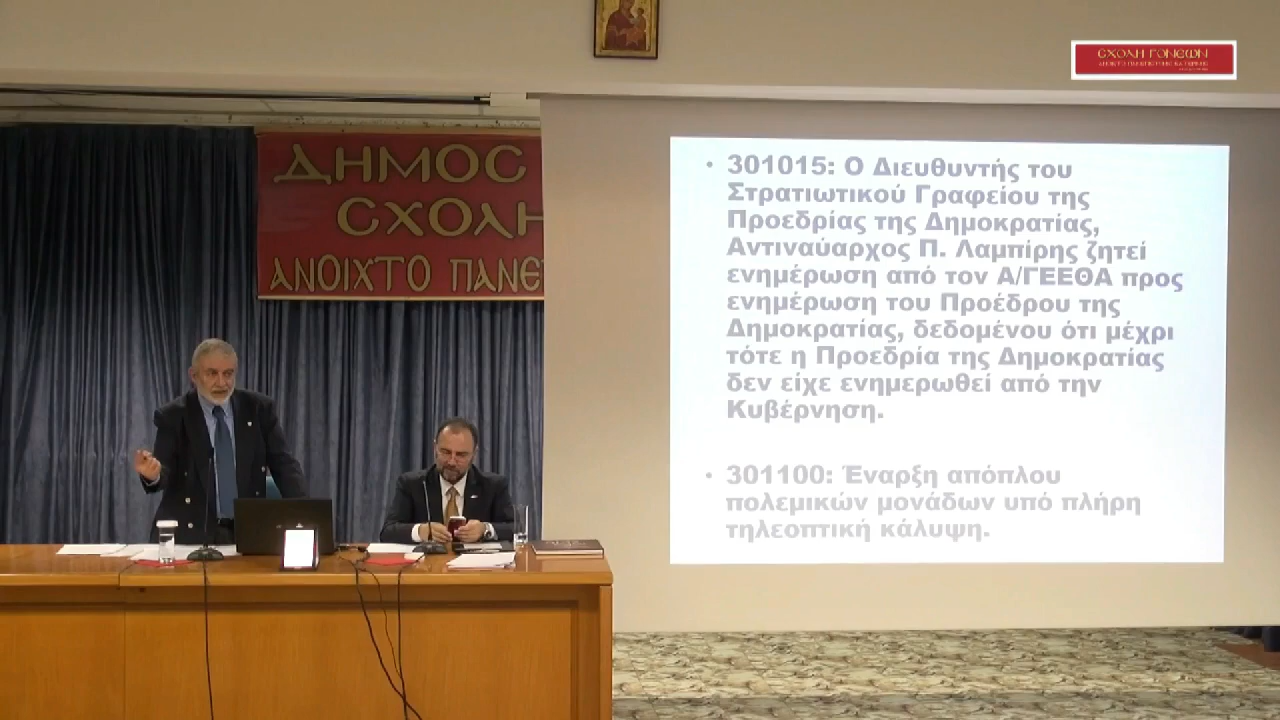 ΣΧΟΛΗ ΓΟΝΕΩΝ
ΔΗΜΟΣ
ΣΧΟΛΗ
ΑΝΟΙΧΤΟ ΠΑΝΕ
• 301015: Ο Διευθυντής του
Στρατιωτικού Γραφείου της
Προεδρίας της Δημοκρατίας,
Αντιναύαρχος Π. Λαμπίρης ζητεί
ενημέρωση από τον Α/ΓΕΕΘΑ προς
ενημέρωση του Προέδρου της
Δημοκρατίας, δεδομένου ότι μέχρι
τότε η Προεδρία της Δημοκρατίας
δεν είχε ενημερωθεί από την
Κυβέρνηση.
• 301100: Έναρξη απόπλου
πολεμικών μονάδων υπό πλήρη
τηλεοπτική κάλυψη.